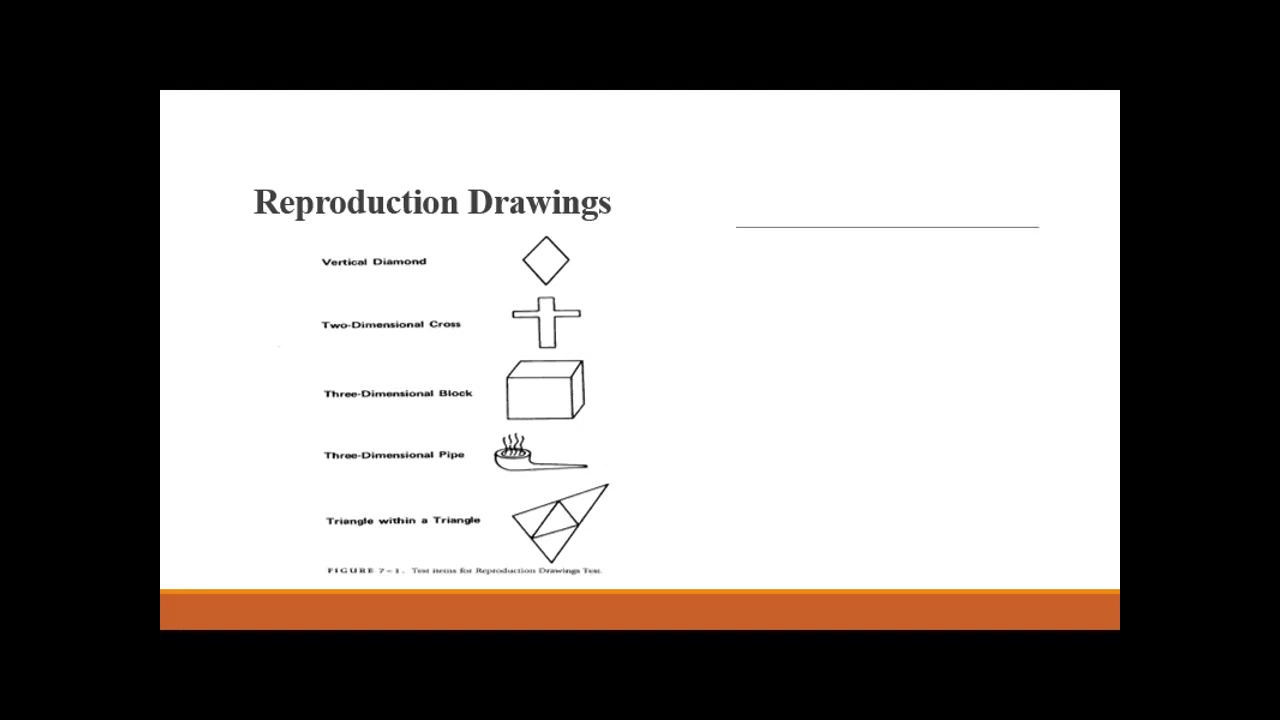 Reproduction Drawings
Vertical Diamond
Two-Dimensional Cross
Three-Dimensional Block
Three-Dimensional Pipe
Triangle within a Triangle
FIGURE 7-1. Test items for Reproduction Drawings Test.